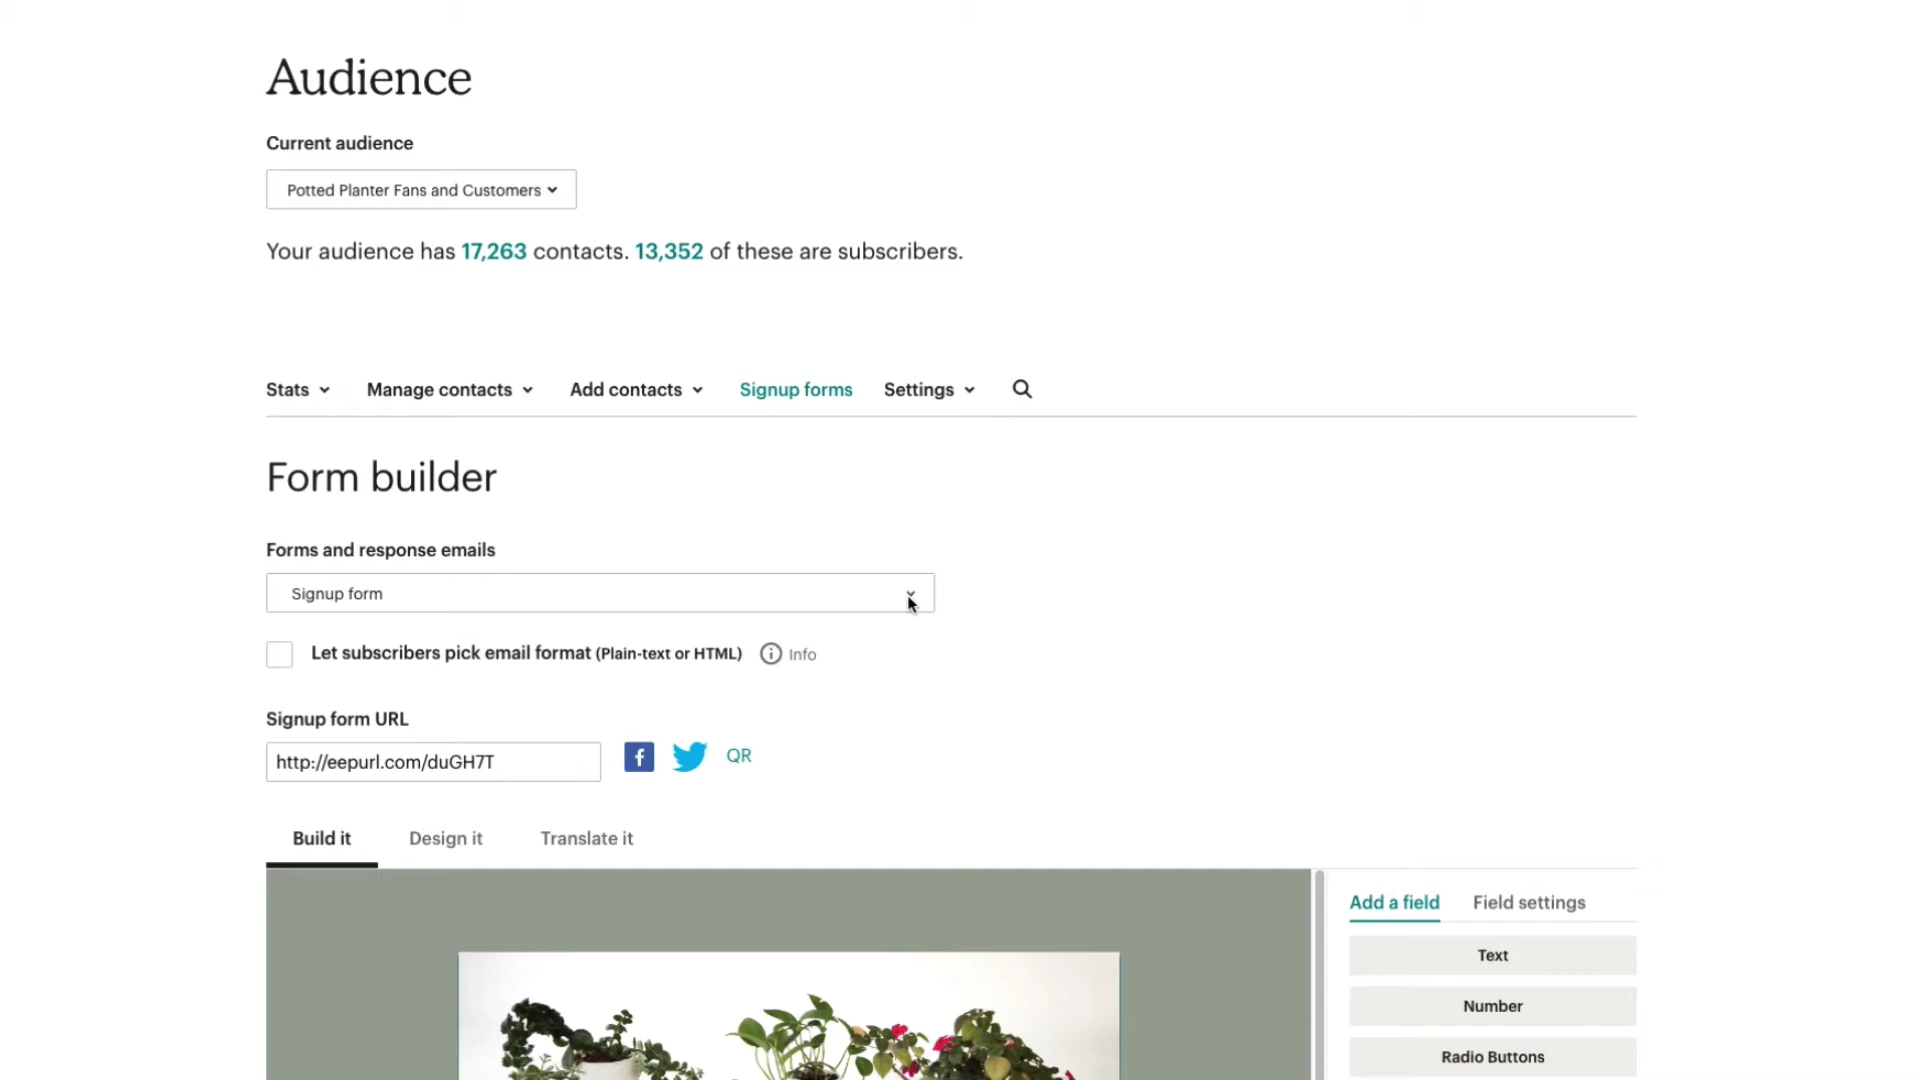 Audience
Current audience
Potted Planter Fans and Customers
Your audience has 17,263 contacts. 13,352 of these are subscribers.
Stats Manage contacts Add contacts Signup forms Settings
Form builder
Forms and response emails
Signup form
Let subscribers pick email format (Plain-text or HTML) Info
Signup form URL
http://eepurl.com/duGH7T QR
Build it Design it Translate it
Add a field Field settings
Text
Number
Radio Buttons